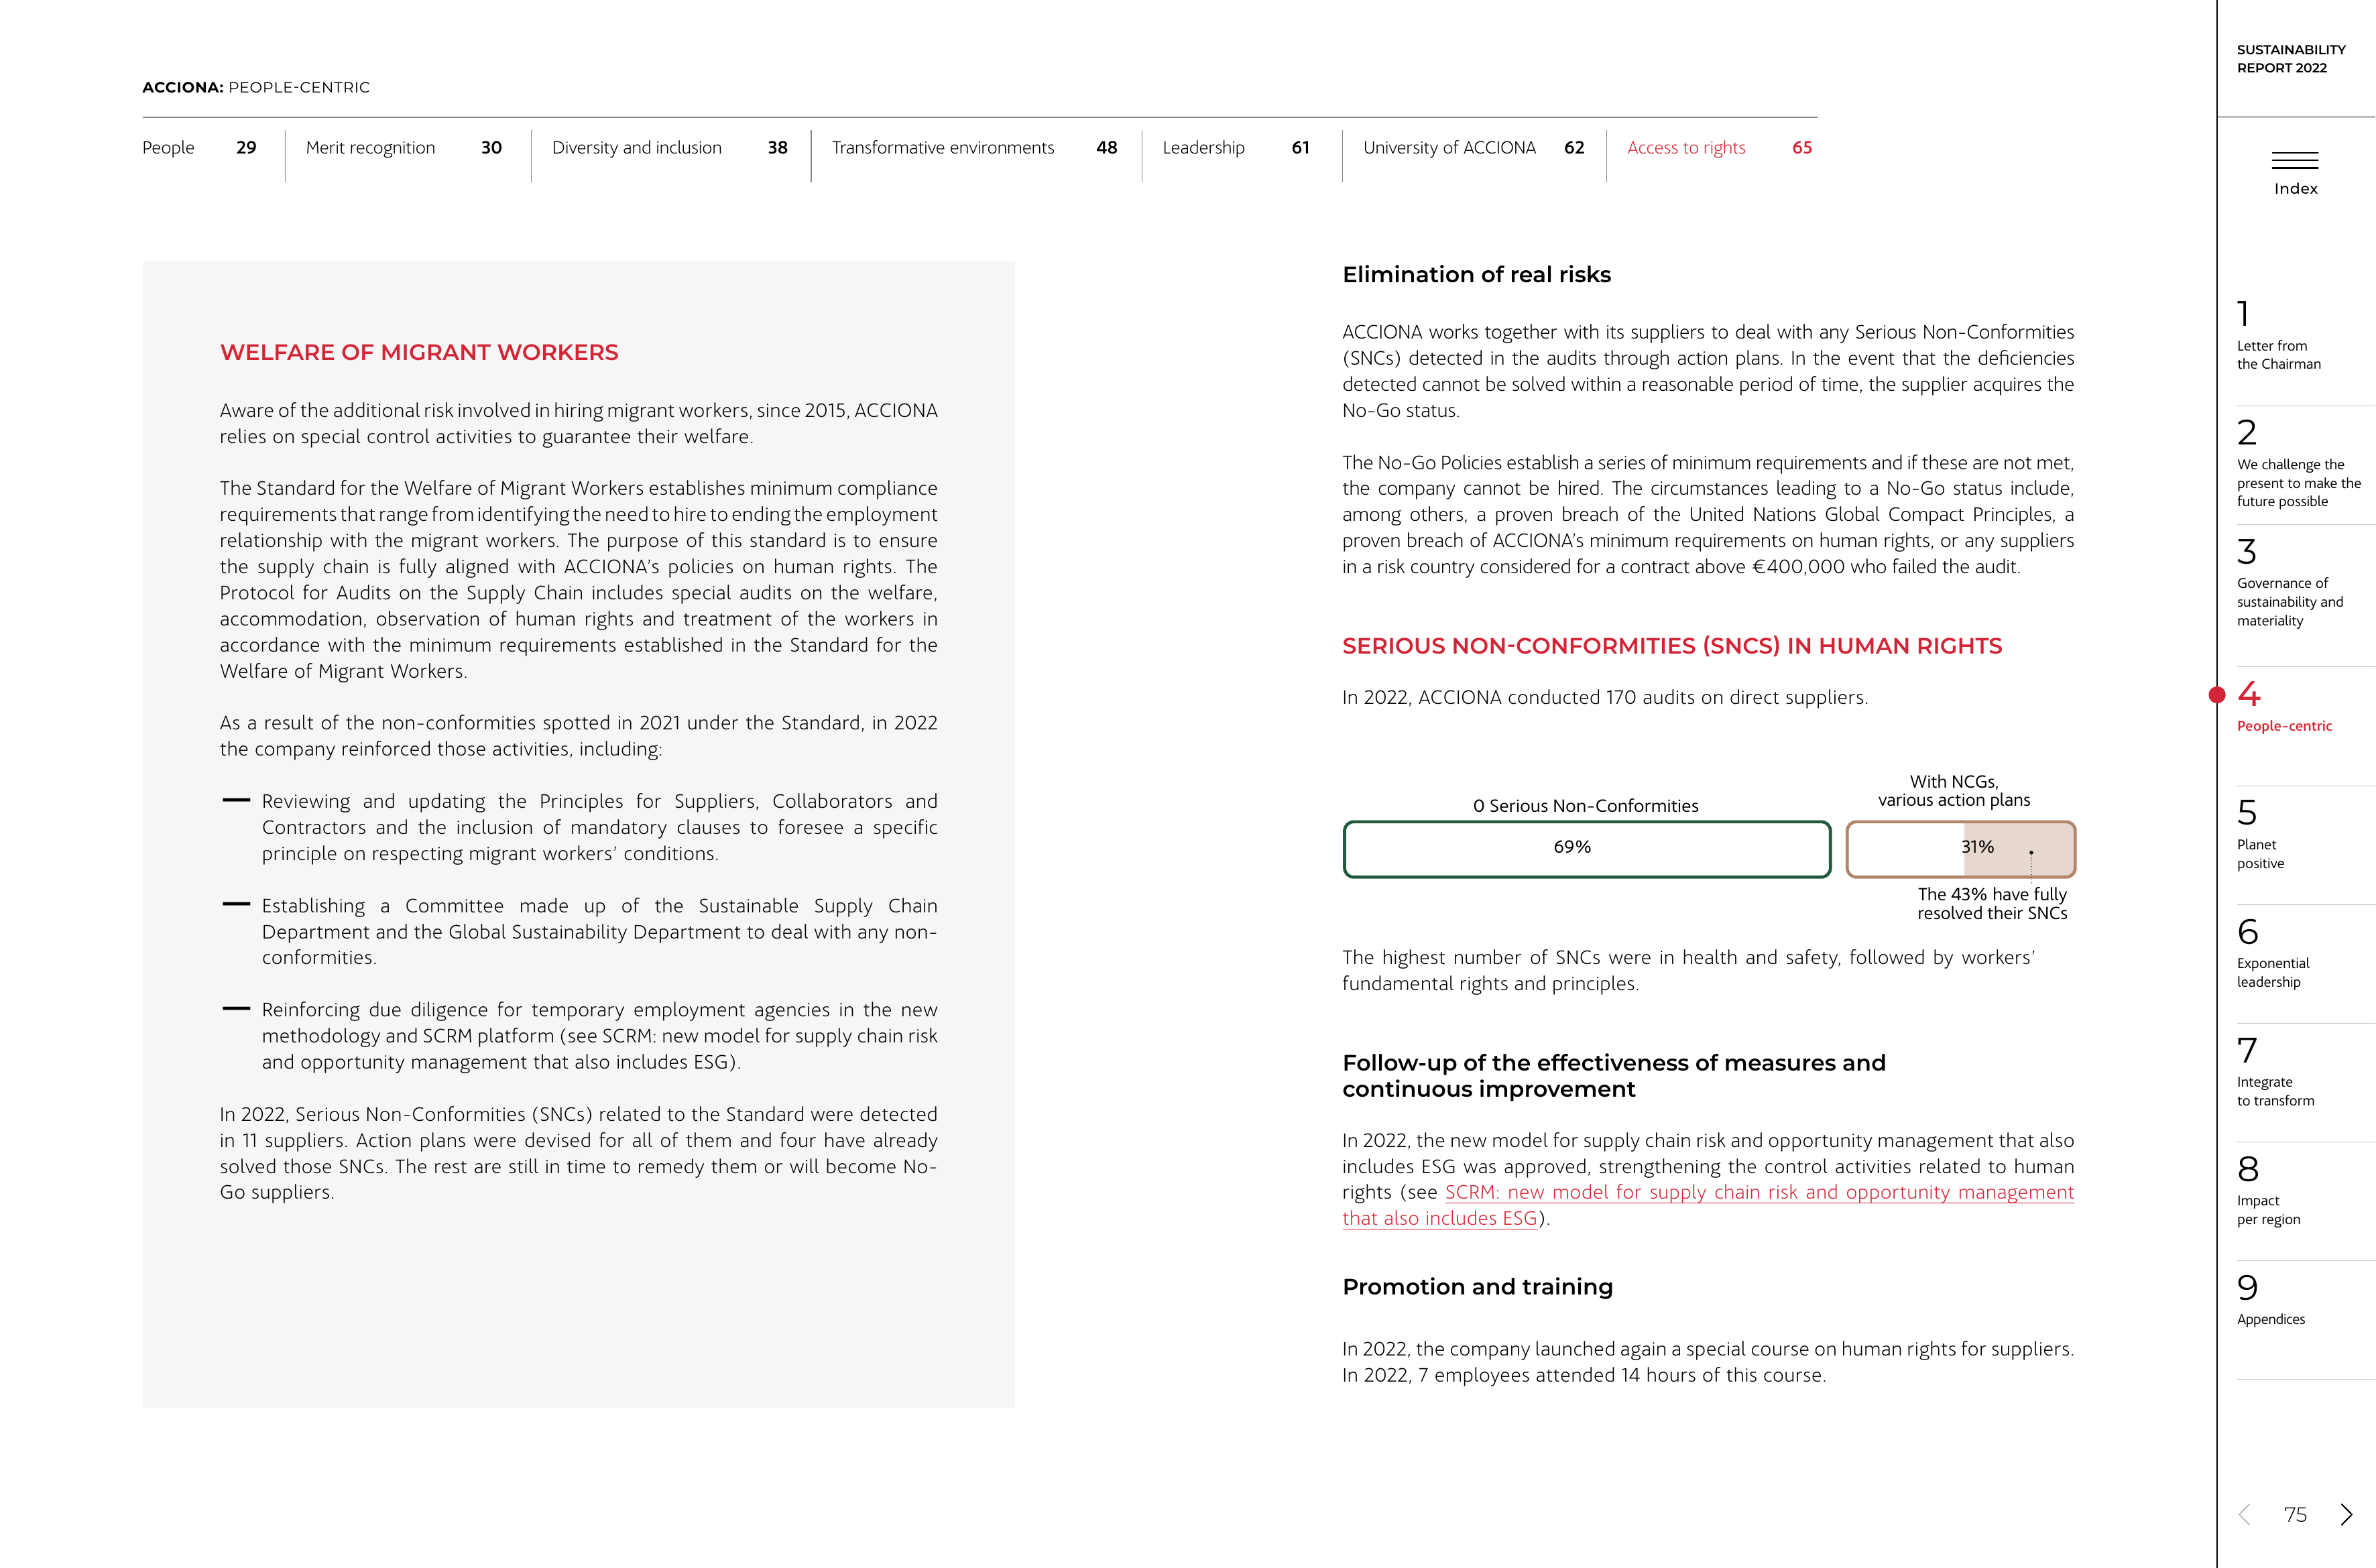 ACCIONA: PEOPLE-CENTRIC
People 29
Merit recognition 30
Diversity and inclusion 38
Transformative environments 48
Leadership 61
University of ACCIONA 62
Access to rights 65
WELFARE OF MIGRANT WORKERS
Aware of the additional risk involved in hiring migrant workers, since 2015, ACCIONA
relies on special control activities to guarantee their welfare.
The Standard for the Welfare of Migrant Workers establishes minimum compliance
requirements that range from identifying the need to hire to ending the employment
relationship with the migrant workers. The purpose of this standard is to ensure
the supply chain is fully aligned with ACCIONA’s policies on human rights. The
Protocol for Audits on the Supply Chain includes special audits on the welfare,
accommodation, observation of human rights and treatment of the workers in
accordance with the minimum requirements established in the Standard for the
Welfare of Migrant Workers.
As a result of the non-conformities spotted in 2021 under the Standard, in 2022
the company reinforced those activities, including:
— Reviewing and updating the Principles for Suppliers, Collaborators and
Contractors and the inclusion of mandatory clauses to foresee a specific
principle on respecting migrant workers’ conditions.
— Establishing a Committee made up of the Sustainable Supply Chain
Department and the Global Sustainability Department to deal with any non-
conformities.
— Reinforcing due diligence for temporary employment agencies in the new
methodology and SCRM platform (see SCRM: new model for supply chain risk
and opportunity management that also includes ESG).
In 2022, Serious Non-Conformities (SNCs) related to the Standard were detected
in 11 suppliers. Action plans were devised for all of them and four have already
solved those SNCs. The rest are still in time to remedy them or will become No-
Go suppliers.
Elimination of real risks
ACCIONA works together with its suppliers to deal with any Serious Non-Conformities
(SNCs) detected in the audits through action plans. In the event that the deficiencies
detected cannot be solved within a reasonable period of time, the supplier acquires the
No-Go status.
The No-Go Policies establish a series of minimum requirements and if these are not met,
the company cannot be hired. The circumstances leading to a No-Go status include,
among others, a proven breach of the United Nations Global Compact Principles, a
proven breach of ACCIONA’s minimum requirements on human rights, or any suppliers
in a risk country considered for a contract above €400,000 who failed the audit.
SERIOUS NON-CONFORMITIES (SNCS) IN HUMAN RIGHTS
In 2022, ACCIONA conducted 170 audits on direct suppliers.
0 Serious Non-Conformities
69%
With NCGs,
various action plans
31%
The 43% have fully
resolved their SNCs
The highest number of SNCs were in health and safety, followed by workers’
fundamental rights and principles.
Follow-up of the effectiveness of measures and
continuous improvement
In 2022, the new model for supply chain risk and opportunity management that also
includes ESG was approved, strengthening the control activities related to human
rights (see SCRM: new model for supply chain risk and opportunity management
that also includes ESG).
Promotion and training
In 2022, the company launched again a special course on human rights for suppliers.
In 2022, 7 employees attended 14 hours of this course.
SUSTAINABILITY
REPORT 2022
Index
1
Letter from
the Chairman
2
We challenge the
present to make the
future possible
3
Governance of
sustainability and
materiality
4
People-centric
5
Planet
positive
6
Exponential
leadership
7
Integrate
to transform
8
Impact
per region
9
Appendices
75